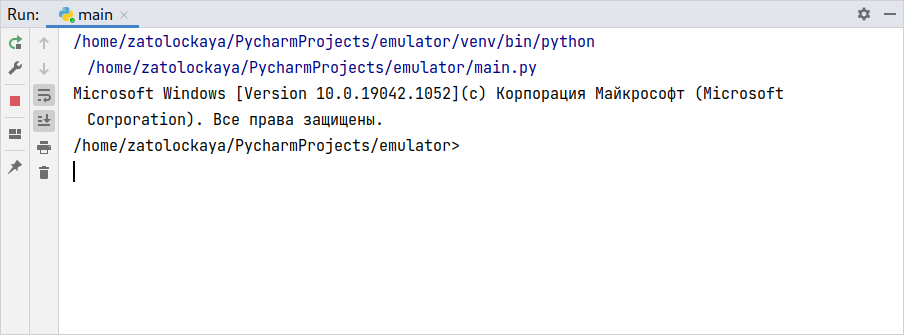 Run: main
/home/zatolockaya/PycharmProjects/emulator/venv/bin/python
/home/zatolockaya/PycharmProjects/emulator/main.py
Microsoft Windows [Version 10.0.19042.1052](c) Корпорация Майкрософт (Microsoft
Corporation). Все права защищены.
/home/zatolockaya/PycharmProjects/emulator>